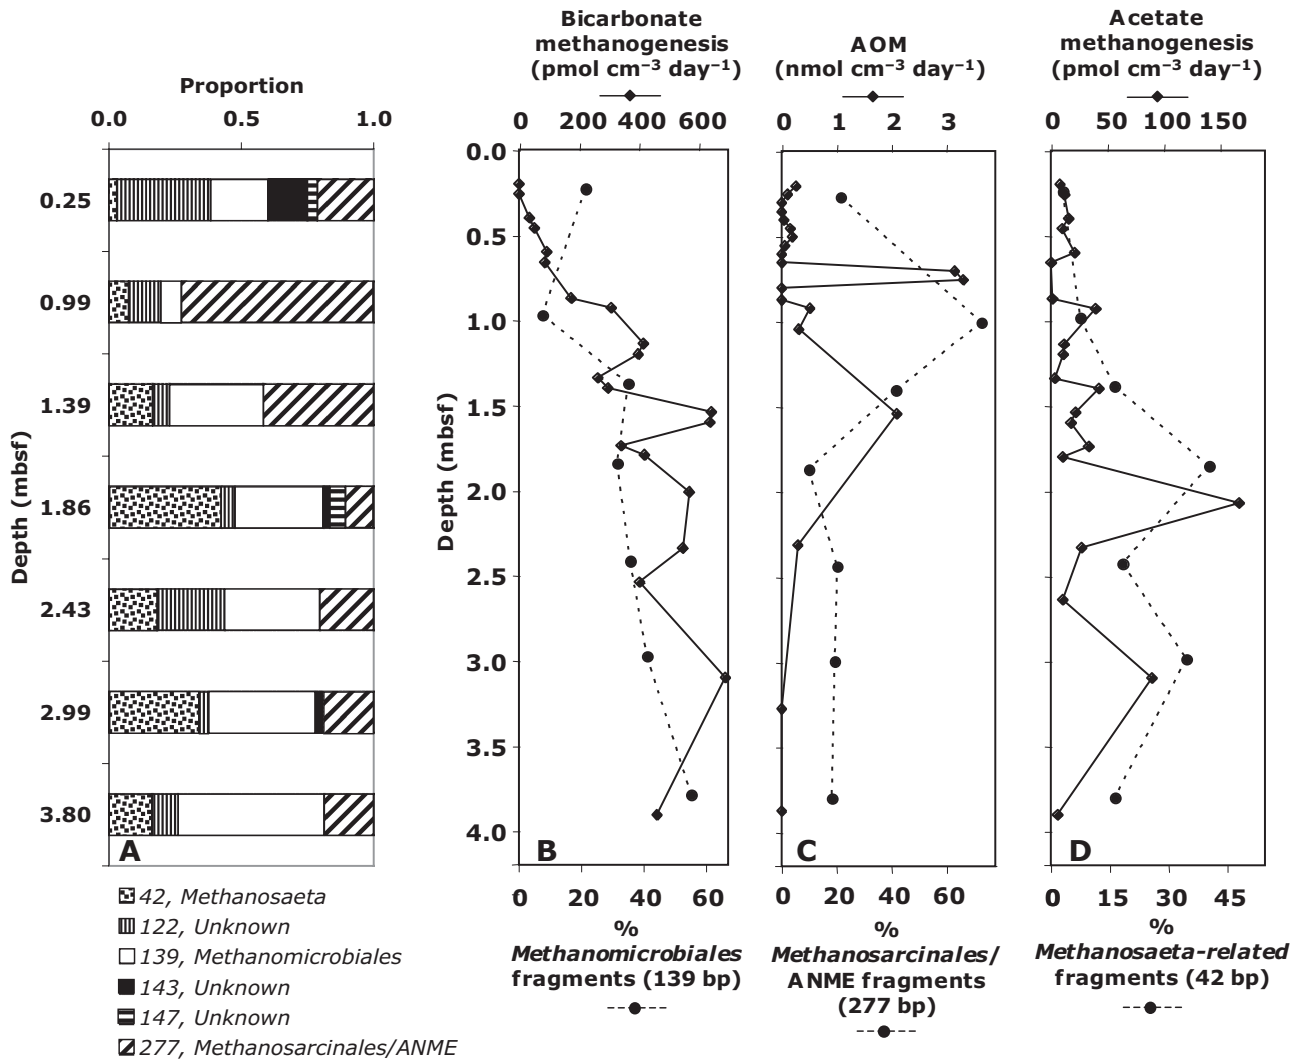 Proportion
0.0 0.5 1.0
Depth (mbsf)
0.25
0.99
1.39
1.86
2.43
2.99
3.80
A
42, Methanosaeta
122, Unknown
139, Methanomicrobiales
143, Unknown
147, Unknown
277, Methanosarcinales/ANME
Bicarbonate
methanogenesis
(pmol cm⁻³ day⁻¹)
0 200 400 600
Depth (mbsf)
0.0
0.5
1.0
1.5
2.0
2.5
3.0
3.5
4.0
B
0 20 40 60
%
Methanomicrobiales
fragments (139 bp)
AOM
(nmol cm⁻³ day⁻¹)
0 1 2 3
C
0 20 40 60
%
Methanosarcinales/
ANME fragments
(277 bp)
Acetate
methanogenesis
(pmol cm⁻³ day⁻¹)
0 50 100 150
D
0 15 30 45
%
Methanosaeta-related
fragments (42 bp)